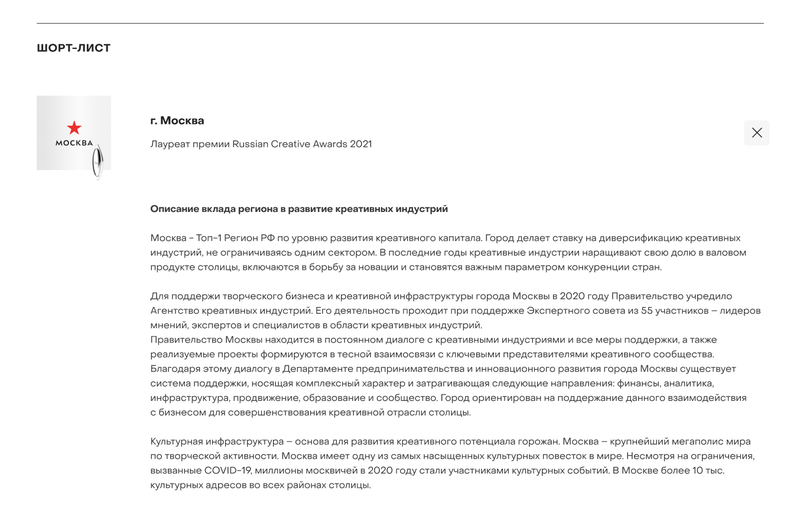 ШОРТ-ЛИСТ
МОСКВА
г. Москва
Лауреат премии Russian Creative Awards 2021
Описание вклада региона в развитие креативных индустрий
Москва - Топ-1 Регион РФ по уровню развития креативного капитала. Город делает ставку на диверсификацию креативных
индустрий, не ограничиваясь одним сектором. В последние годы креативные индустрии наращивают свою долю в валовом
продукте столицы, включаются в борьбу за новации и становятся важным параметром конкуренции стран.
Для поддержи творческого бизнеса и креативной инфраструктуры города Москвы в 2020 году Правительство учредило
Агентство креативных индустрий. Его деятельность проходит при поддержке Экспертного совета из 55 участников – лидеров
мнений, экспертов и специалистов в области креативных индустрий.
Правительство Москвы находится в постоянном диалоге с креативными индустриями и все меры поддержки, а также
реализуемые проекты формируются в тесной взаимосвязи с ключевыми представителями креативного сообщества.
Благодаря этому диалогу в Департаменте предпринимательства и инновационного развития города Москвы существует
система поддержки, носящая комплексный характер и затрагивающая следующие направления: финансы, аналитика,
инфраструктура, продвижение, образование и сообщество. Город ориентирован на поддержание данного взаимодействия
с бизнесом для совершенствования креативной отрасли столицы.
Культурная инфраструктура – основа для развития креативного потенциала горожан. Москва – крупнейший мегаполис мира
по творческой активности. Москва имеет одну из самых насыщенных культурных повесток в мире. Несмотря на ограничения,
вызванные COVID-19, миллионы москвичей в 2020 году стали участниками культурных событий. В Москве более 10 тыс.
культурных адресов во всех районах столицы.